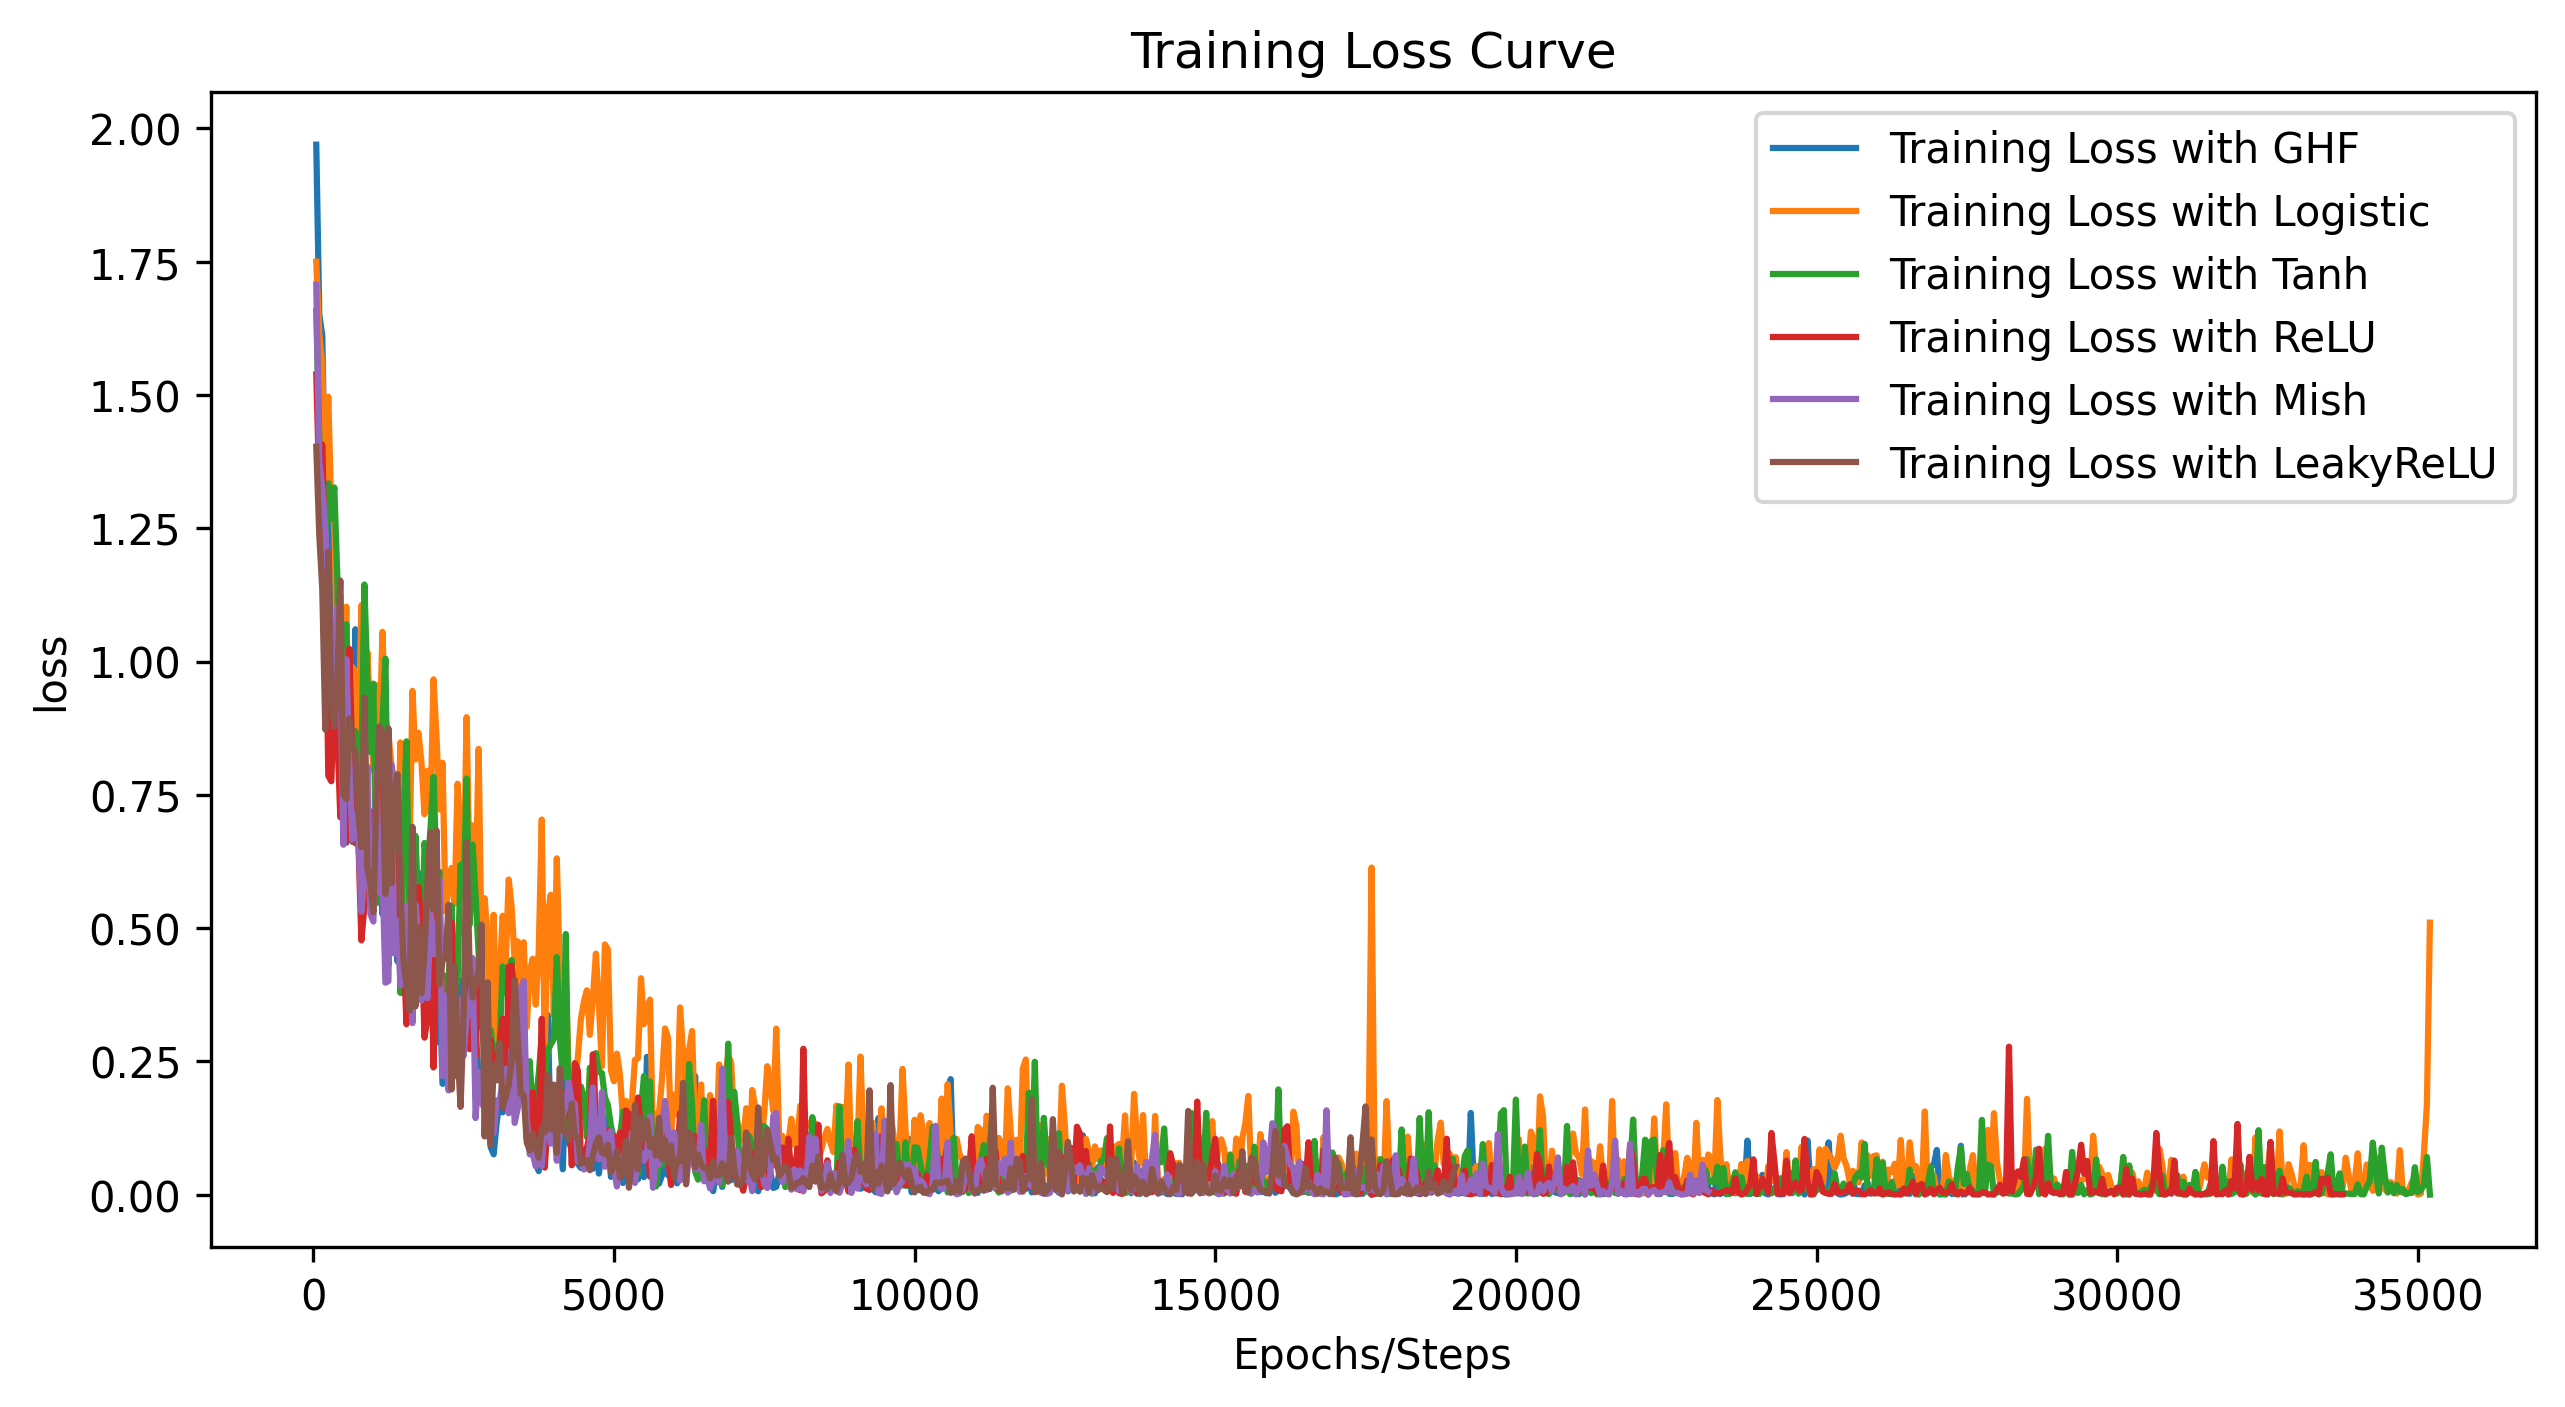 Training Loss Curve
2.00
1.75
1.50
1.25
1.00
0.75
0.50
0.25
0.00
loss
Training Loss with GHF
Training Loss with Logistic
Training Loss with Tanh
Training Loss with ReLU
Training Loss with Mish
Training Loss with LeakyReLU
0 5000 10000 15000 20000 25000 30000 35000
Epochs/Steps